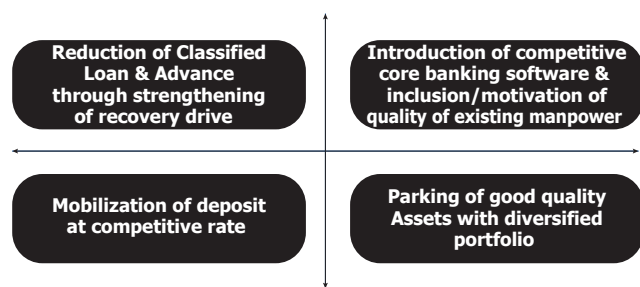 Reduction of Classified
Loan & Advance
through strengthening
of recovery drive
Introduction of competitive
core banking software &
inclusion/motivation of
quality of existing manpower
Mobilization of deposit
at competitive rate
Parking of good quality
Assets with diversified
portfolio